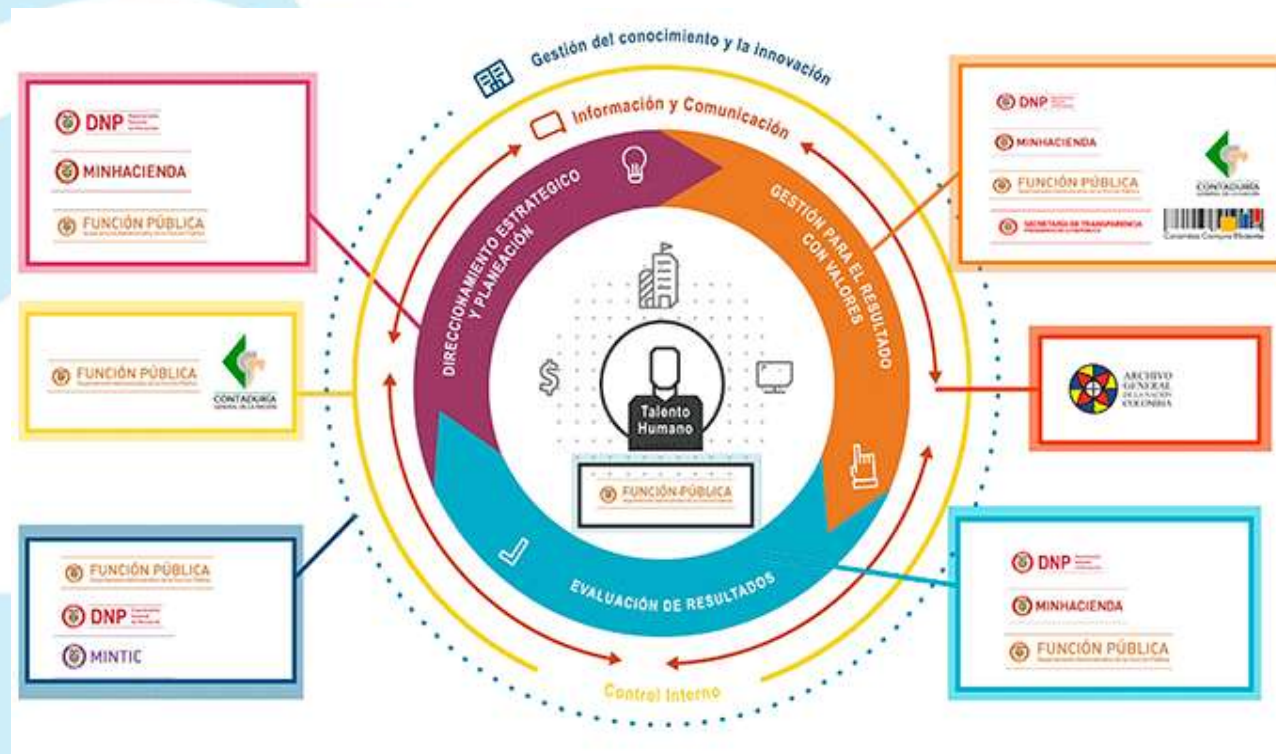 Gestión del conocimiento y la innovación
Información y Comunicación
DIRECCIONAMIENTO ESTRATEGICO
Y PLANEACIÓN
GESTIÓN PARA EL RESULTADO
CON VALORES
EVALUACIÓN DE RESULTADOS
Control Interno
Talento
Humano
FUNCIÓN PÚBLICA
DNP
MINHACIENDA
FUNCIÓN PÚBLICA
FUNCIÓN PÚBLICA
CONTADURÍA
GENERAL DE LA NACIÓN
FUNCIÓN PÚBLICA
DNP
MINTIC
DNP
MINHACIENDA
FUNCIÓN PÚBLICA
SECRETARÍA DE TRANSPARENCIA
CONTADURÍA
GENERAL DE LA NACIÓN
Colombia Compra Eficiente
ARCHIVO
GENERAL
DE LA NACIÓN
COLOMBIA
DNP
MINHACIENDA
FUNCIÓN PÚBLICA